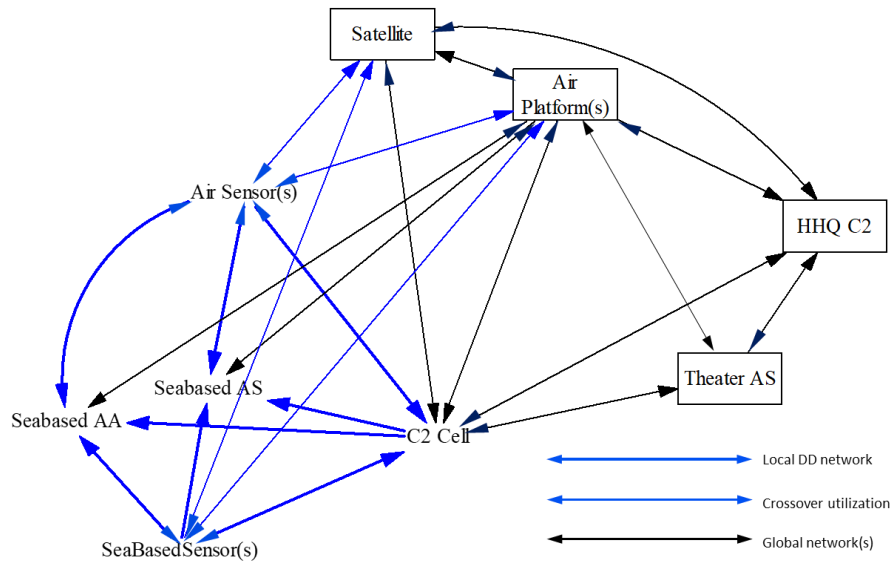 Satellite
Air
Platform(s)
Air Sensor(s)
HHQ C2
Theater AS
Seabased AS
Seabased AA
C2 Cell
SeaBasedSensor(s)
Local DD network
Crossover utilization
Global network(s)